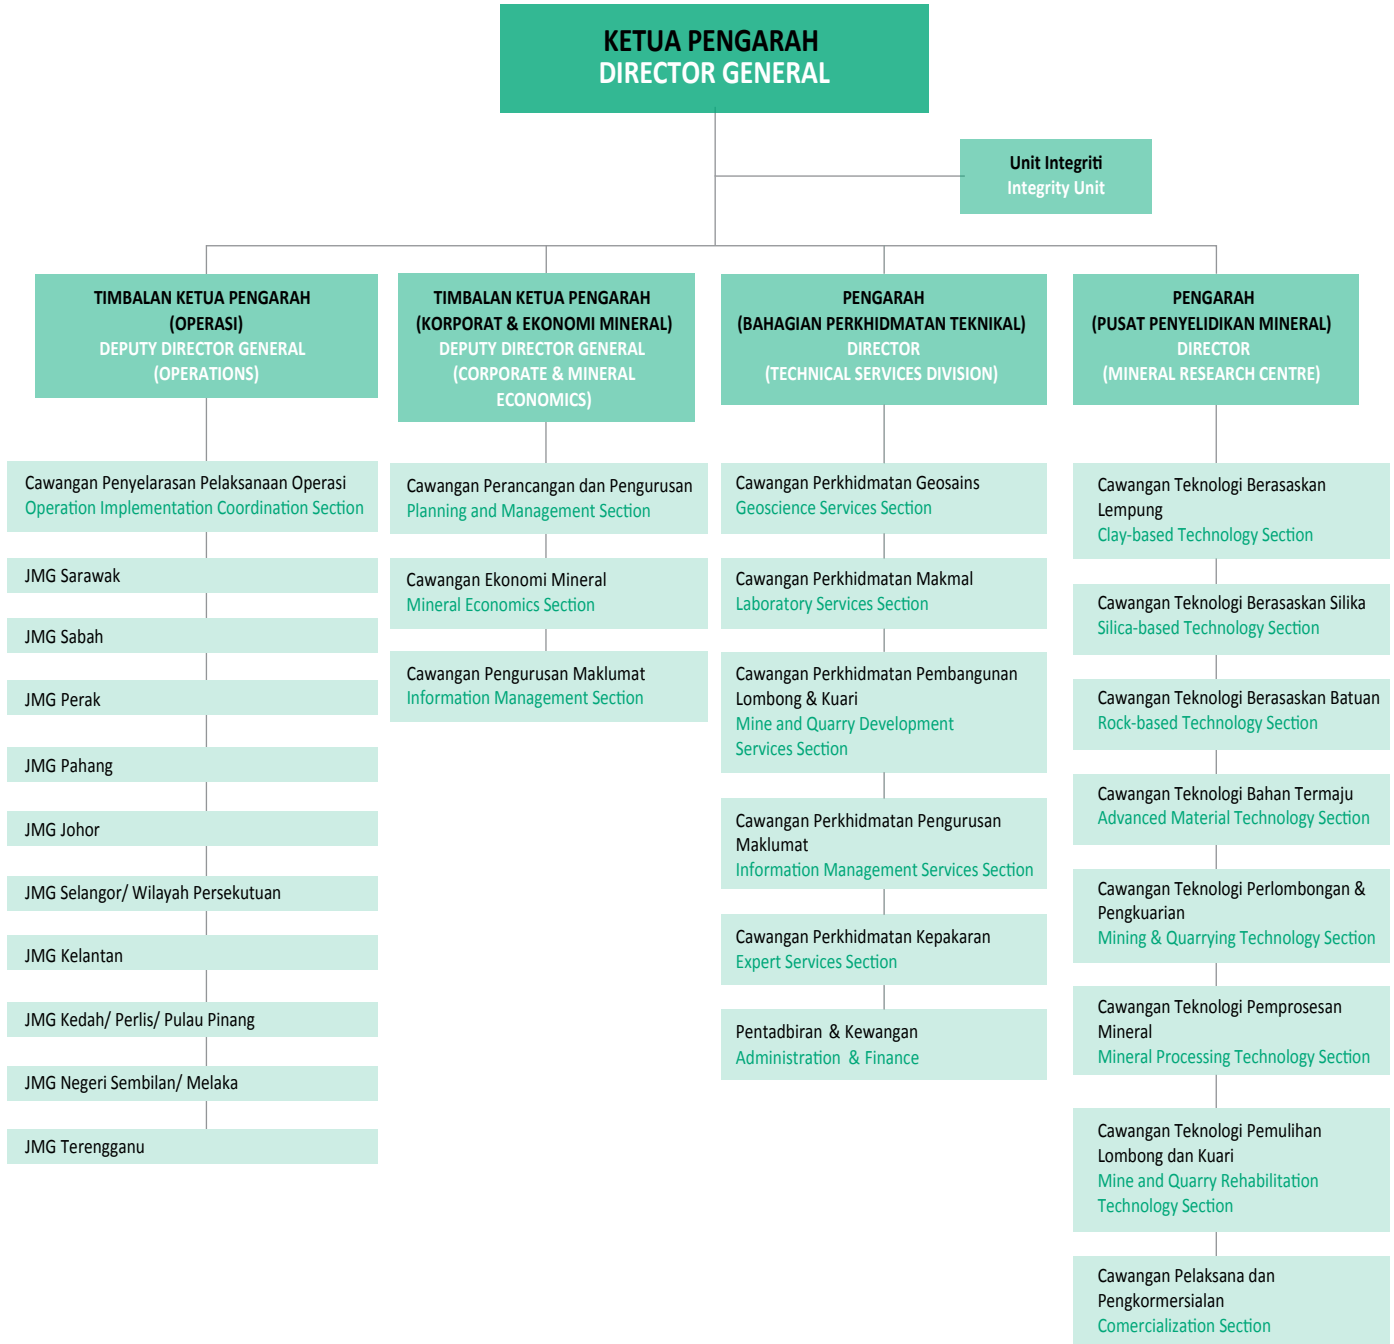 KETUA PENGARAH
DIRECTOR GENERAL
Unit Integriti
Integrity Unit
TIMBALAN KETUA PENGARAH
(OPERASI)
DEPUTY DIRECTOR GENERAL
(OPERATIONS)
TIMBALAN KETUA PENGARAH
(KORPORAT & EKONOMI MINERAL)
DEPUTY DIRECTOR GENERAL
(CORPORATE & MINERAL
ECONOMICS)
PENGARAH
(BAHAGIAN PERKHIDMATAN TEKNIKAL)
DIRECTOR
(TECHNICAL SERVICES DIVISION)
PENGARAH
(PUSAT PENYELIDIKAN MINERAL)
DIRECTOR
(MINERAL RESEARCH CENTRE)
Cawangan Penyelarasan Pelaksanaan Operasi
Operation Implementation Coordination Section
JMG Sarawak
JMG Sabah
JMG Perak
JMG Pahang
JMG Johor
JMG Selangor/ Wilayah Persekutuan
JMG Kelantan
JMG Kedah/ Perlis/ Pulau Pinang
JMG Negeri Sembilan/ Melaka
JMG Terengganu
Cawangan Perancangan dan Pengurusan
Planning and Management Section
Cawangan Ekonomi Mineral
Mineral Economics Section
Cawangan Pengurusan Maklumat
Information Management Section
Cawangan Perkhidmatan Geosains
Geoscience Services Section
Cawangan Perkhidmatan Makmal
Laboratory Services Section
Cawangan Perkhidmatan Pembangunan
Lombong & Kuari
Mine and Quarry Development
Services Section
Cawangan Perkhidmatan Pengurusan
Maklumat
Information Management Services Section
Cawangan Perkhidmatan Kepakaran
Expert Services Section
Pentadbiran & Kewangan
Administration & Finance
Cawangan Teknologi Berasaskan
Lempung
Clay-based Technology Section
Cawangan Teknologi Berasaskan Silika
Silica-based Technology Section
Cawangan Teknologi Berasaskan Batuan
Rock-based Technology Section
Cawangan Teknologi Bahan Termaju
Advanced Material Technology Section
Cawangan Teknologi Perlombongan &
Pengkuarian
Mining & Quarrying Technology Section
Cawangan Teknologi Pemprosesan
Mineral
Mineral Processing Technology Section
Cawangan Teknologi Pemulihan
Lombong dan Kuari
Mine and Quarry Rehabilitation
Technology Section
Cawangan Pelaksana dan
Pengkormersialan
Comercialization Section